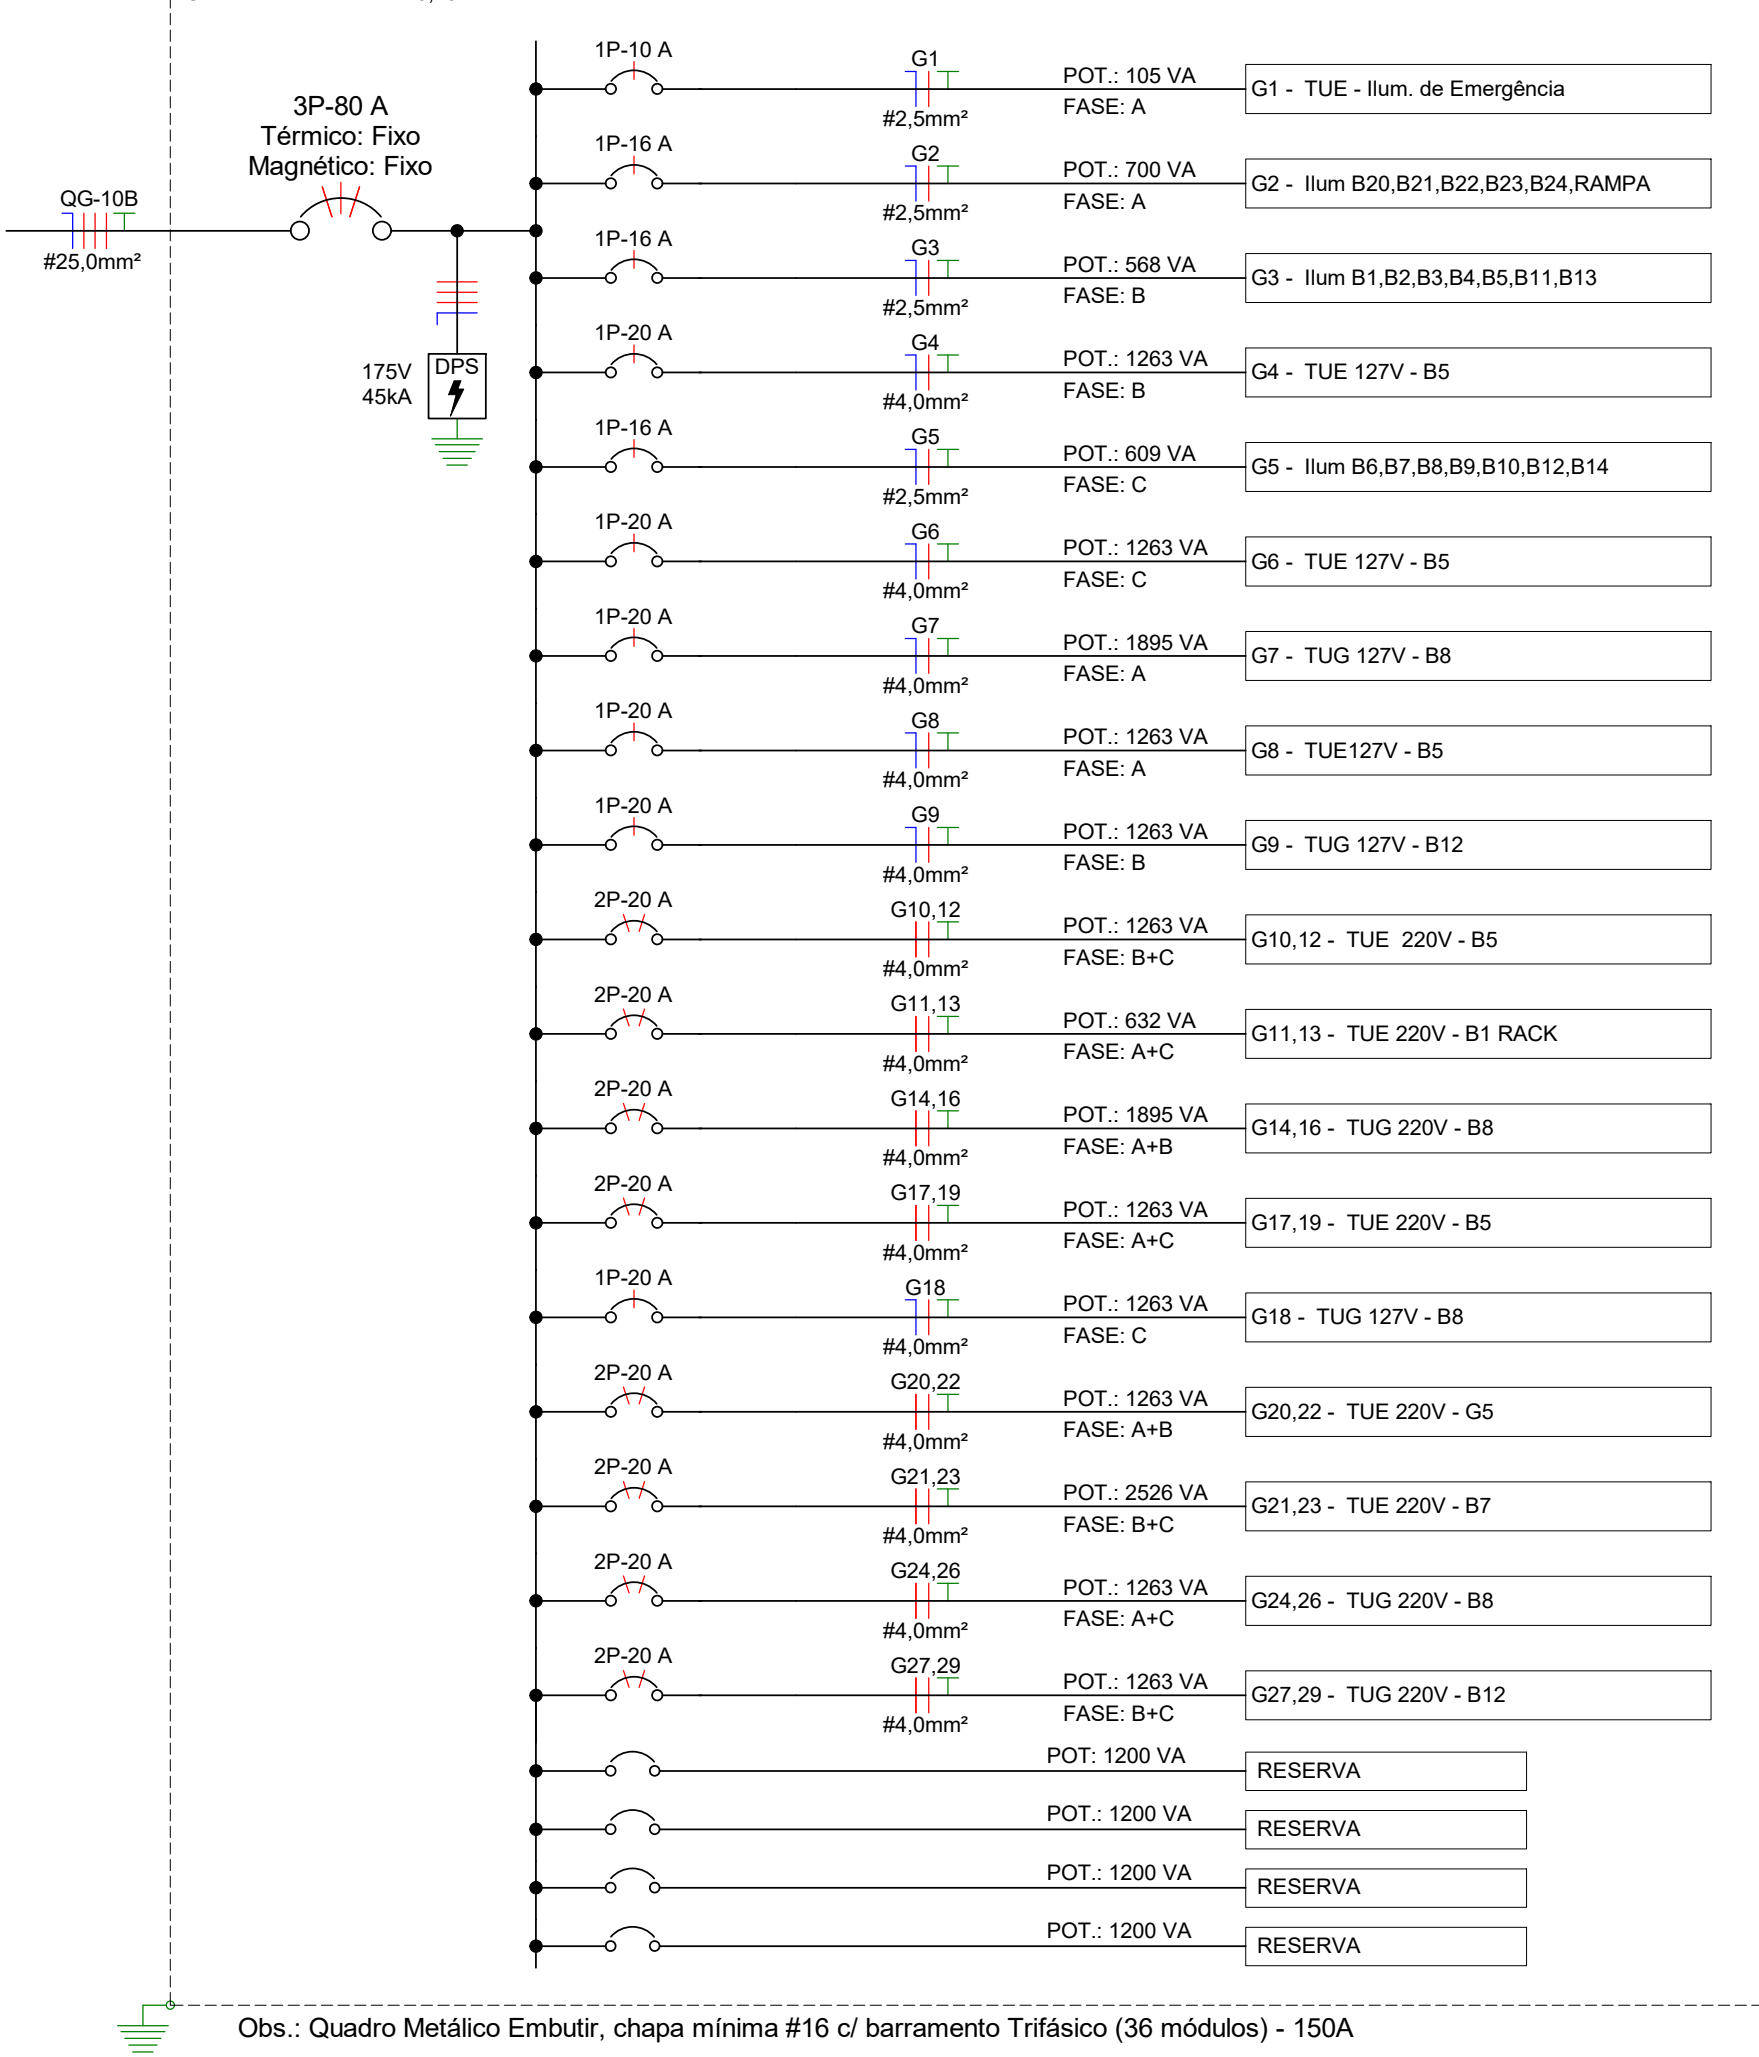 3P-80 A
Térmico: Fixo
Magnético: Fixo
QG-10B
#25,0mm²
175V
45kA
DPS
1P-10 A
G1
#2,5mm²
POT.: 105 VA
FASE: A
G1 - TUE - Ilum. de Emergência
1P-16 A
G2
#2,5mm²
POT.: 700 VA
FASE: A
G2 - Ilum B20,B21,B22,B23,B24,RAMPA
1P-16 A
G3
#2,5mm²
POT.: 568 VA
FASE: B
G3 - Ilum B1,B2,B3,B4,B5,B11,B13
1P-20 A
G4
#4,0mm²
POT.: 1263 VA
FASE: B
G4 - TUE 127V - B5
1P-16 A
G5
#2,5mm²
POT.: 609 VA
FASE: C
G5 - Ilum B6,B7,B8,B9,B10,B12,B14
1P-20 A
G6
#4,0mm²
POT.: 1263 VA
FASE: C
G6 - TUE 127V - B5
1P-20 A
G7
#4,0mm²
POT.: 1895 VA
FASE: A
G7 - TUG 127V - B8
1P-20 A
G8
#4,0mm²
POT.: 1263 VA
FASE: A
G8 - TUE127V - B5
1P-20 A
G9
#4,0mm²
POT.: 1263 VA
FASE: B
G9 - TUG 127V - B12
2P-20 A
G10,12
#4,0mm²
POT.: 1263 VA
FASE: B+C
G10,12 - TUE 220V - B5
2P-20 A
G11,13
#4,0mm²
POT.: 632 VA
FASE: A+C
G11,13 - TUE 220V - B1 RACK
2P-20 A
G14,16
#4,0mm²
POT.: 1895 VA
FASE: A+B
G14,16 - TUG 220V - B8
2P-20 A
G17,19
#4,0mm²
POT.: 1263 VA
FASE: A+C
G17,19 - TUE 220V - B5
1P-20 A
G18
#4,0mm²
POT.: 1263 VA
FASE: C
G18 - TUG 127V - B8
2P-20 A
G20,22
#4,0mm²
POT.: 1263 VA
FASE: A+B
G20,22 - TUE 220V - G5
2P-20 A
G21,23
#4,0mm²
POT.: 2526 VA
FASE: B+C
G21,23 - TUE 220V - B7
2P-20 A
G24,26
#4,0mm²
POT.: 1263 VA
FASE: A+C
G24,26 - TUG 220V - B8
2P-20 A
G27,29
#4,0mm²
POT.: 1263 VA
FASE: B+C
G27,29 - TUG 220V - B12
POT: 1200 VA
RESERVA
POT.: 1200 VA
RESERVA
POT.: 1200 VA
RESERVA
POT.: 1200 VA
RESERVA
Obs.: Quadro Metálico Embutir, chapa mínima #16 c/ barramento Trifásico (36 módulos) - 150A